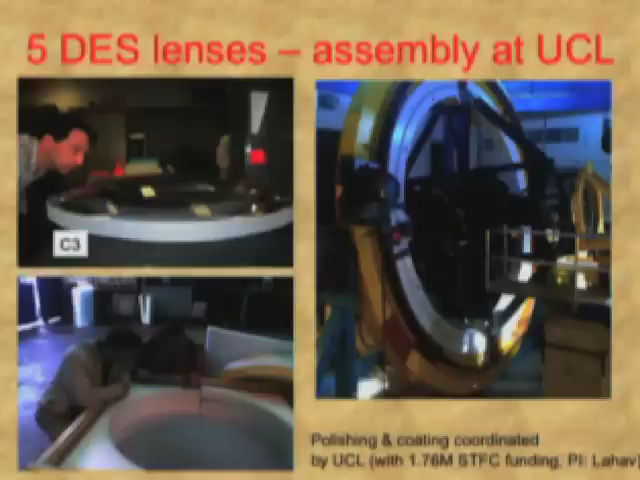 5 DES lenses – assembly at UCL
C3
Polishing & coating coordinated
by UCL (with 1.76M STFC funding, PI: Lahav)